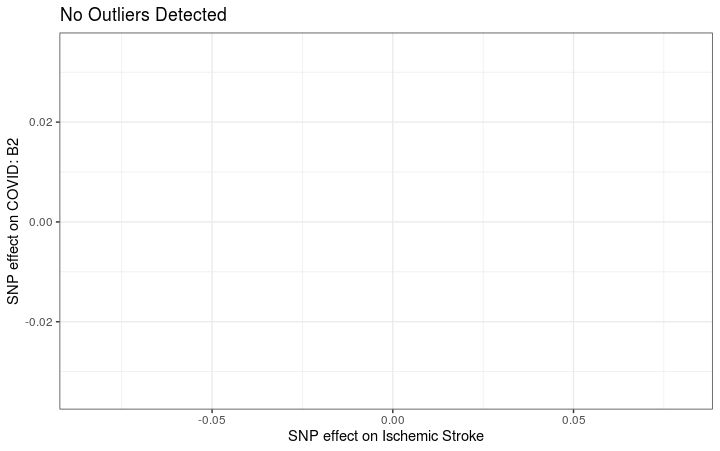 No Outliers Detected
SNP effect on COVID: B2
0.02
0.00
-0.02
-0.05
0.00
0.05
SNP effect on Ischemic Stroke